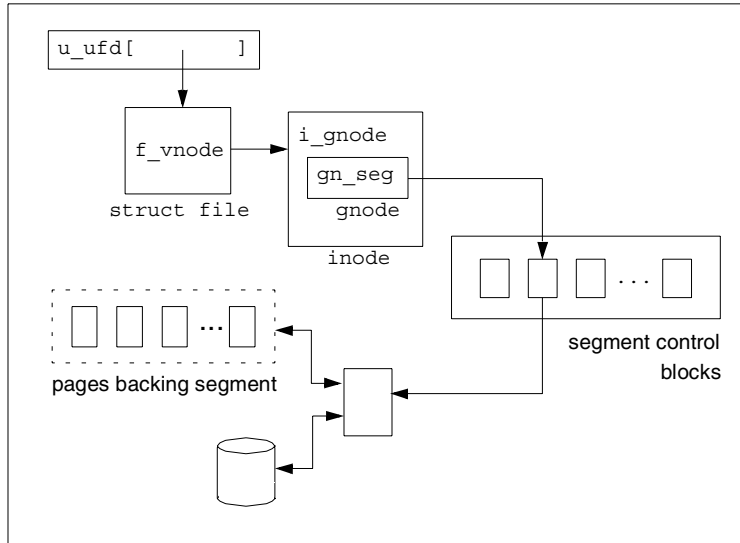 u_ufd[ ]
f_vnode
struct file
i_gnode
gn_seg
gnode
inode
...
segment control
blocks
...
pages backing segment